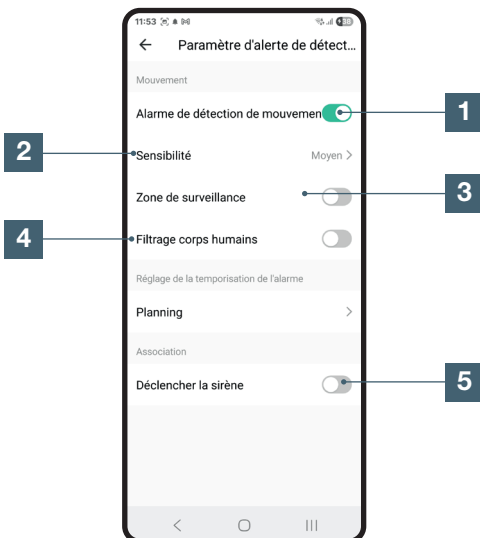 11:53
38
Paramètre d'alerte de détect...
Mouvement
Alarme de détection de mouvemen
1
2
Sensibilité
Moyen >
Zone de surveillance
3
4
Filtrage corps humains
Réglage de la temporisation de l'alarme
Planning >
Association
Déclencher la sirène
5